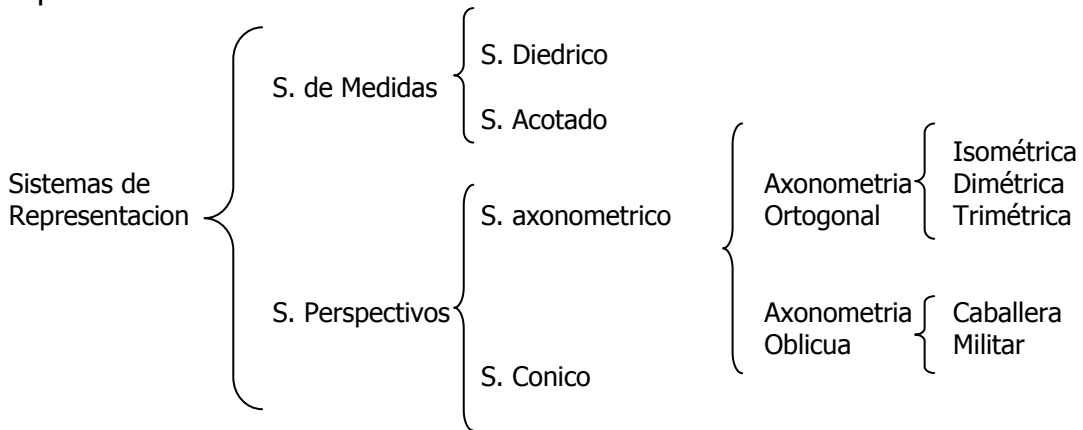 Sistemas de
Representacion
S. de Medidas
S. Diedrico
S. Acotado
S. Perspectivos
S. axonometrico
Axonometria
Ortogonal
Isométrica
Dimétrica
Trimétrica
Axonometria
Oblicua
Caballera
Militar
S. Conico